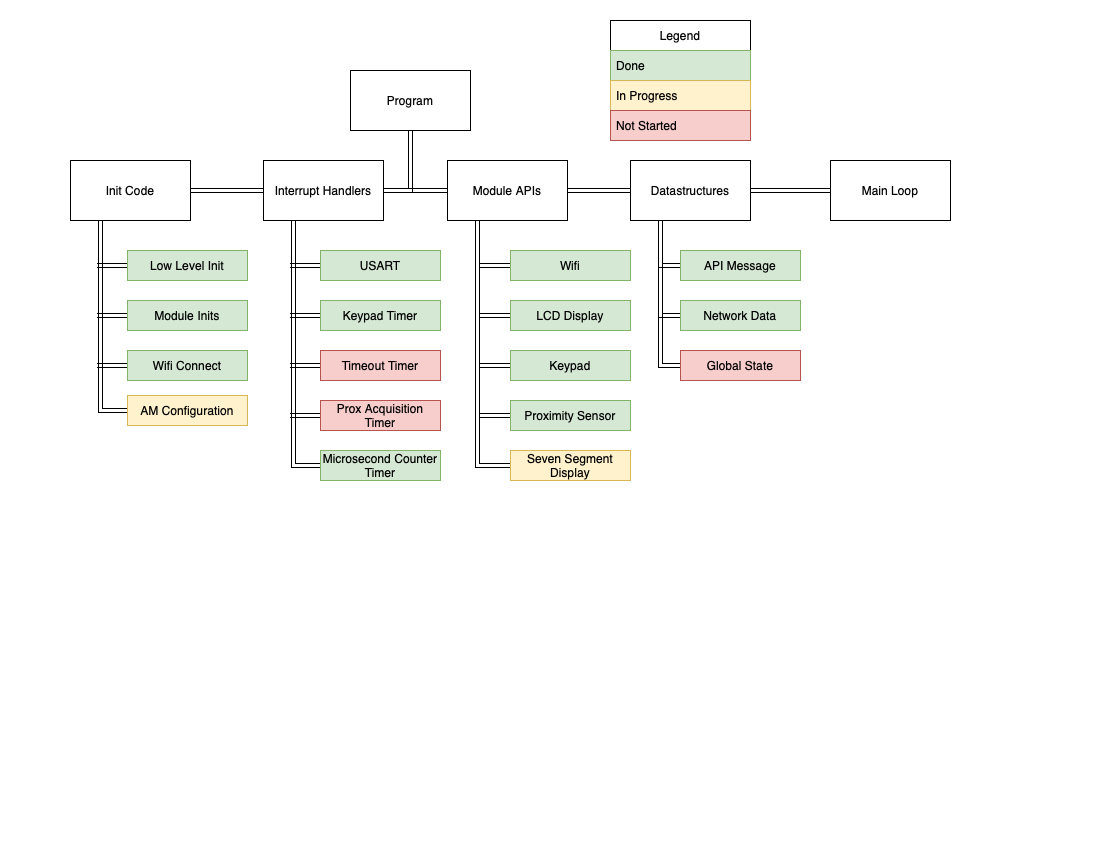 Legend
Done
In Progress
Not Started
Program
Init Code
Interrupt Handlers
Module APIs
Datastructures
Main Loop
Low Level Init
Module Inits
Wifi Connect
AM Configuration
USART
Keypad Timer
Timeout Timer
Prox Acquisition
Timer
Microsecond Counter
Timer
Wifi
LCD Display
Keypad
Proximity Sensor
Seven Segment
Display
API Message
Network Data
Global State